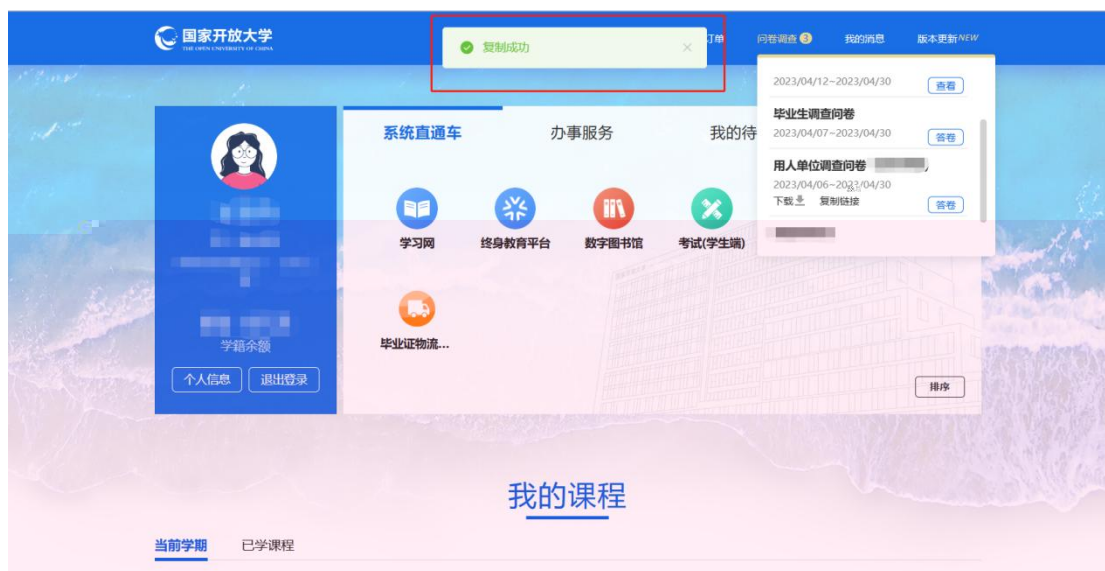 国家开放大学
THE OPEN UNIVERSITY OF CHINA
复制成功
订单
问卷调查 3
我的消息
版本更新NEW
2023/04/12~2023/04/30
查看
毕业生调查问卷
2023/04/07~2023/04/30
答卷
用人单位调查问卷
2023/04/06~2023/04/30
下载 复制链接
答卷
系统直通车
办事服务
我的待
学习网
终身教育平台
数字图书馆
考试(学生端)
毕业证物流...
学籍余额
个人信息
退出登录
排序
我的课程
当前学期
已学课程